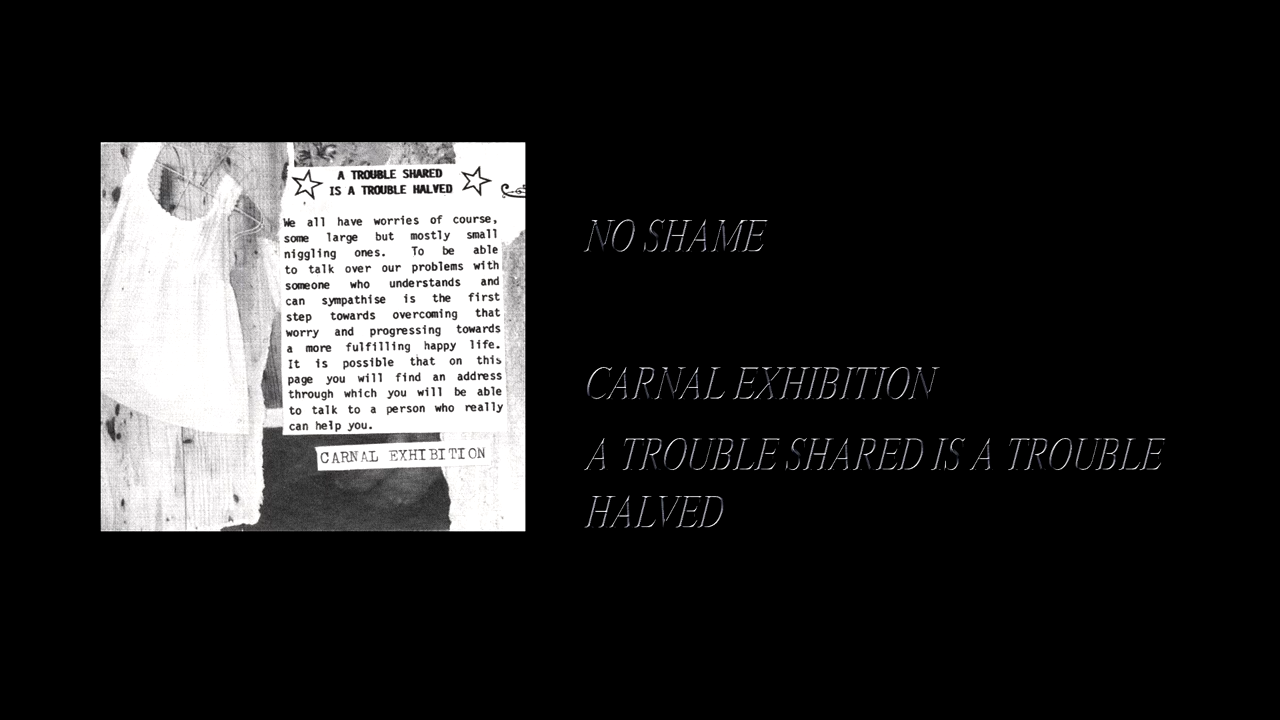 A TROUBLE SHARED
IS A TROUBLE HALVED
We all have worries of course,
some large but mostly small
niggling ones. To be able
to talk over our problems with
someone who understands and
can sympathise is the first
step towards overcoming that
worry and progressing towards
a more fulfilling happy life.
It is possible that on this
page you will find an address
through which you will be able
to talk to a person who really
can help you.
CARNAL EXHIBITION
NO SHAME
CARNAL EXHIBITION
A TROUBLE SHARED IS A TROUBLE
HALVED